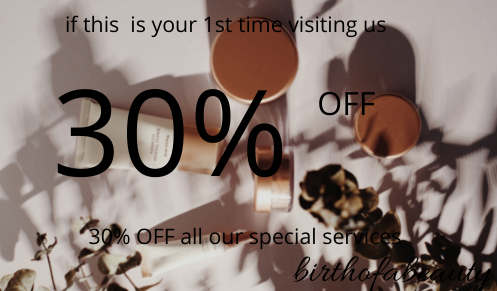 if this is your 1st time visiting us
30% OFF
30% OFF all our special services
birthofabeauty